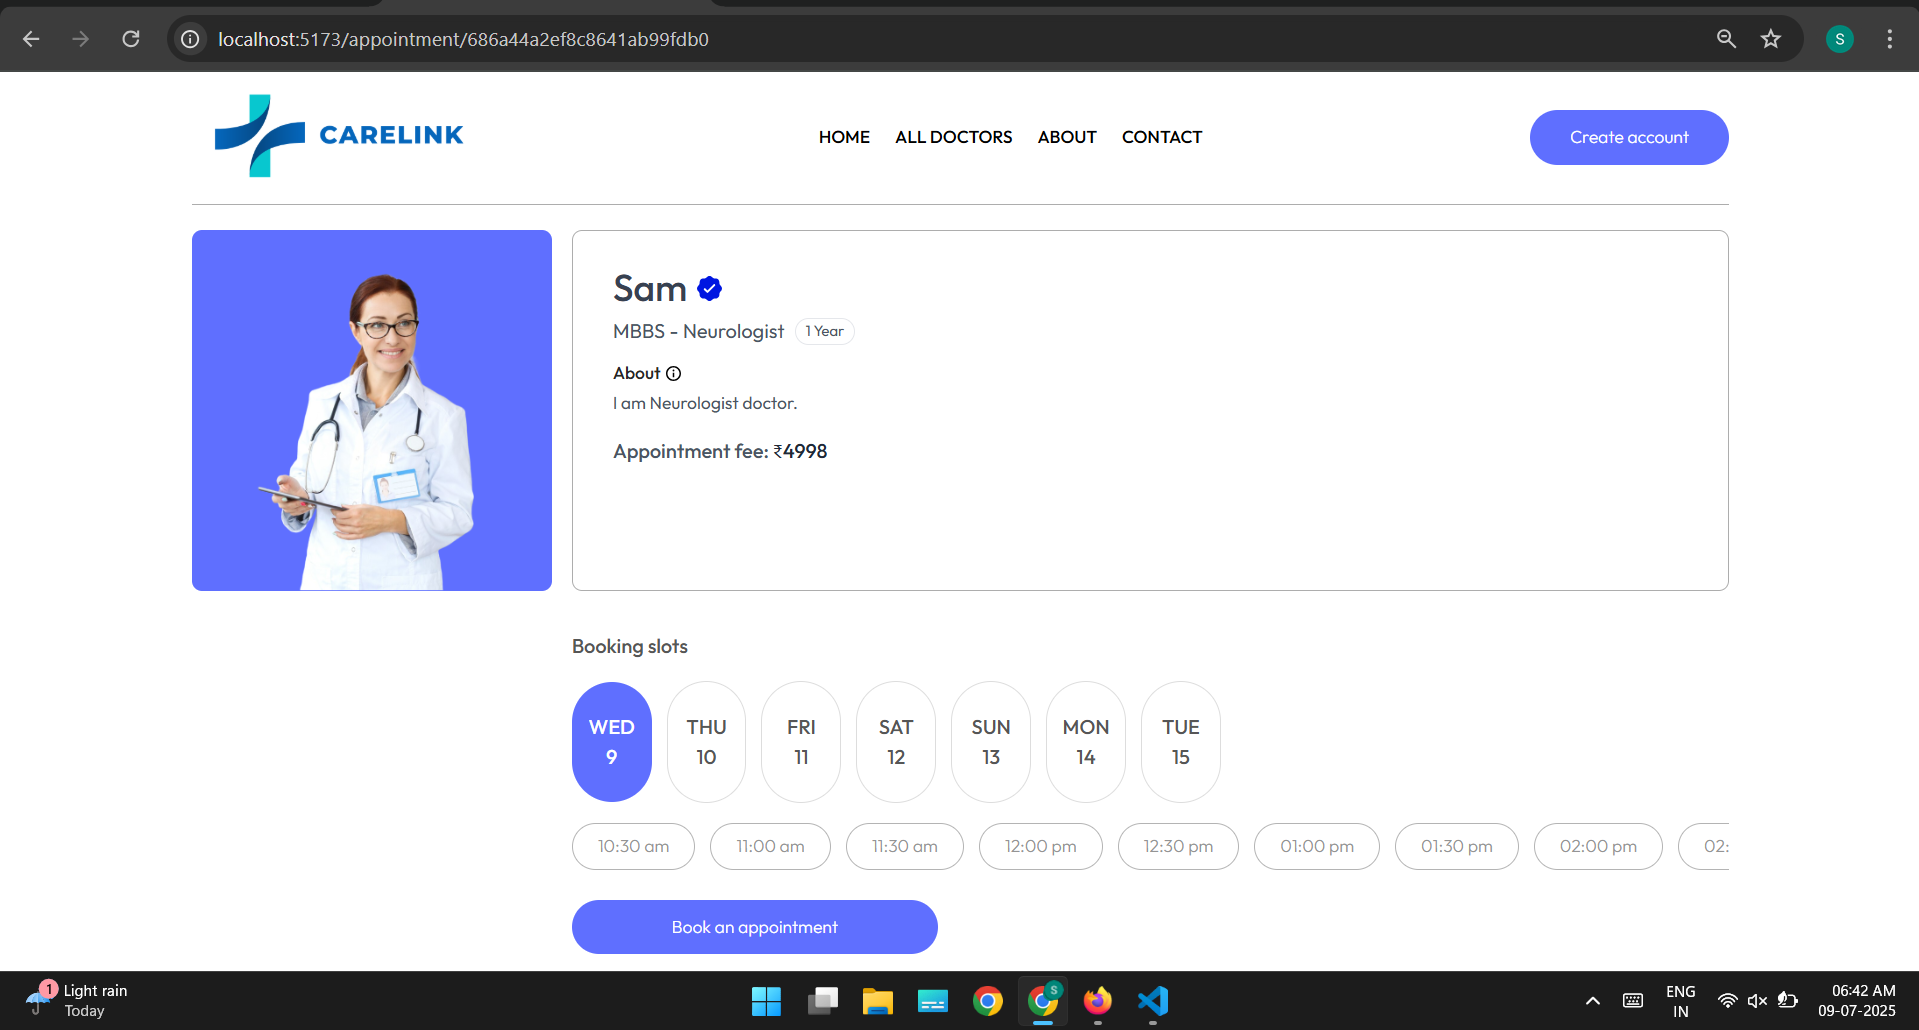 localhost:5173/appointment/686a44a2ef8c8641ab99fdb0
S
CARELINK
HOME
ALL DOCTORS
ABOUT
CONTACT
Create account
Sam
MBBS - Neurologist
1 Year
About
I am Neurologist doctor.
Appointment fee: ₹4998
Booking slots
WED
9
THU
10
FRI
11
SAT
12
SUN
13
MON
14
TUE
15
10:30 am
11:00 am
11:30 am
12:00 pm
12:30 pm
01:00 pm
01:30 pm
02:00 pm
02:
Book an appointment
1
Light rain
Today
S
ENG
IN
06:42 AM
09-07-2025